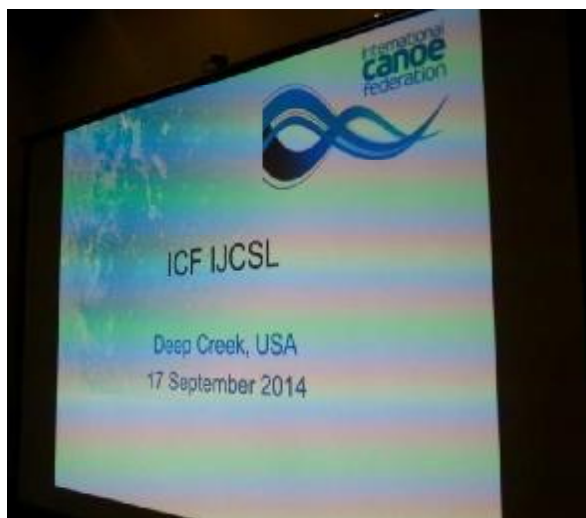 international
canoe
federation
ICF IJCSL
Deep Creek, USA
17 September 2014